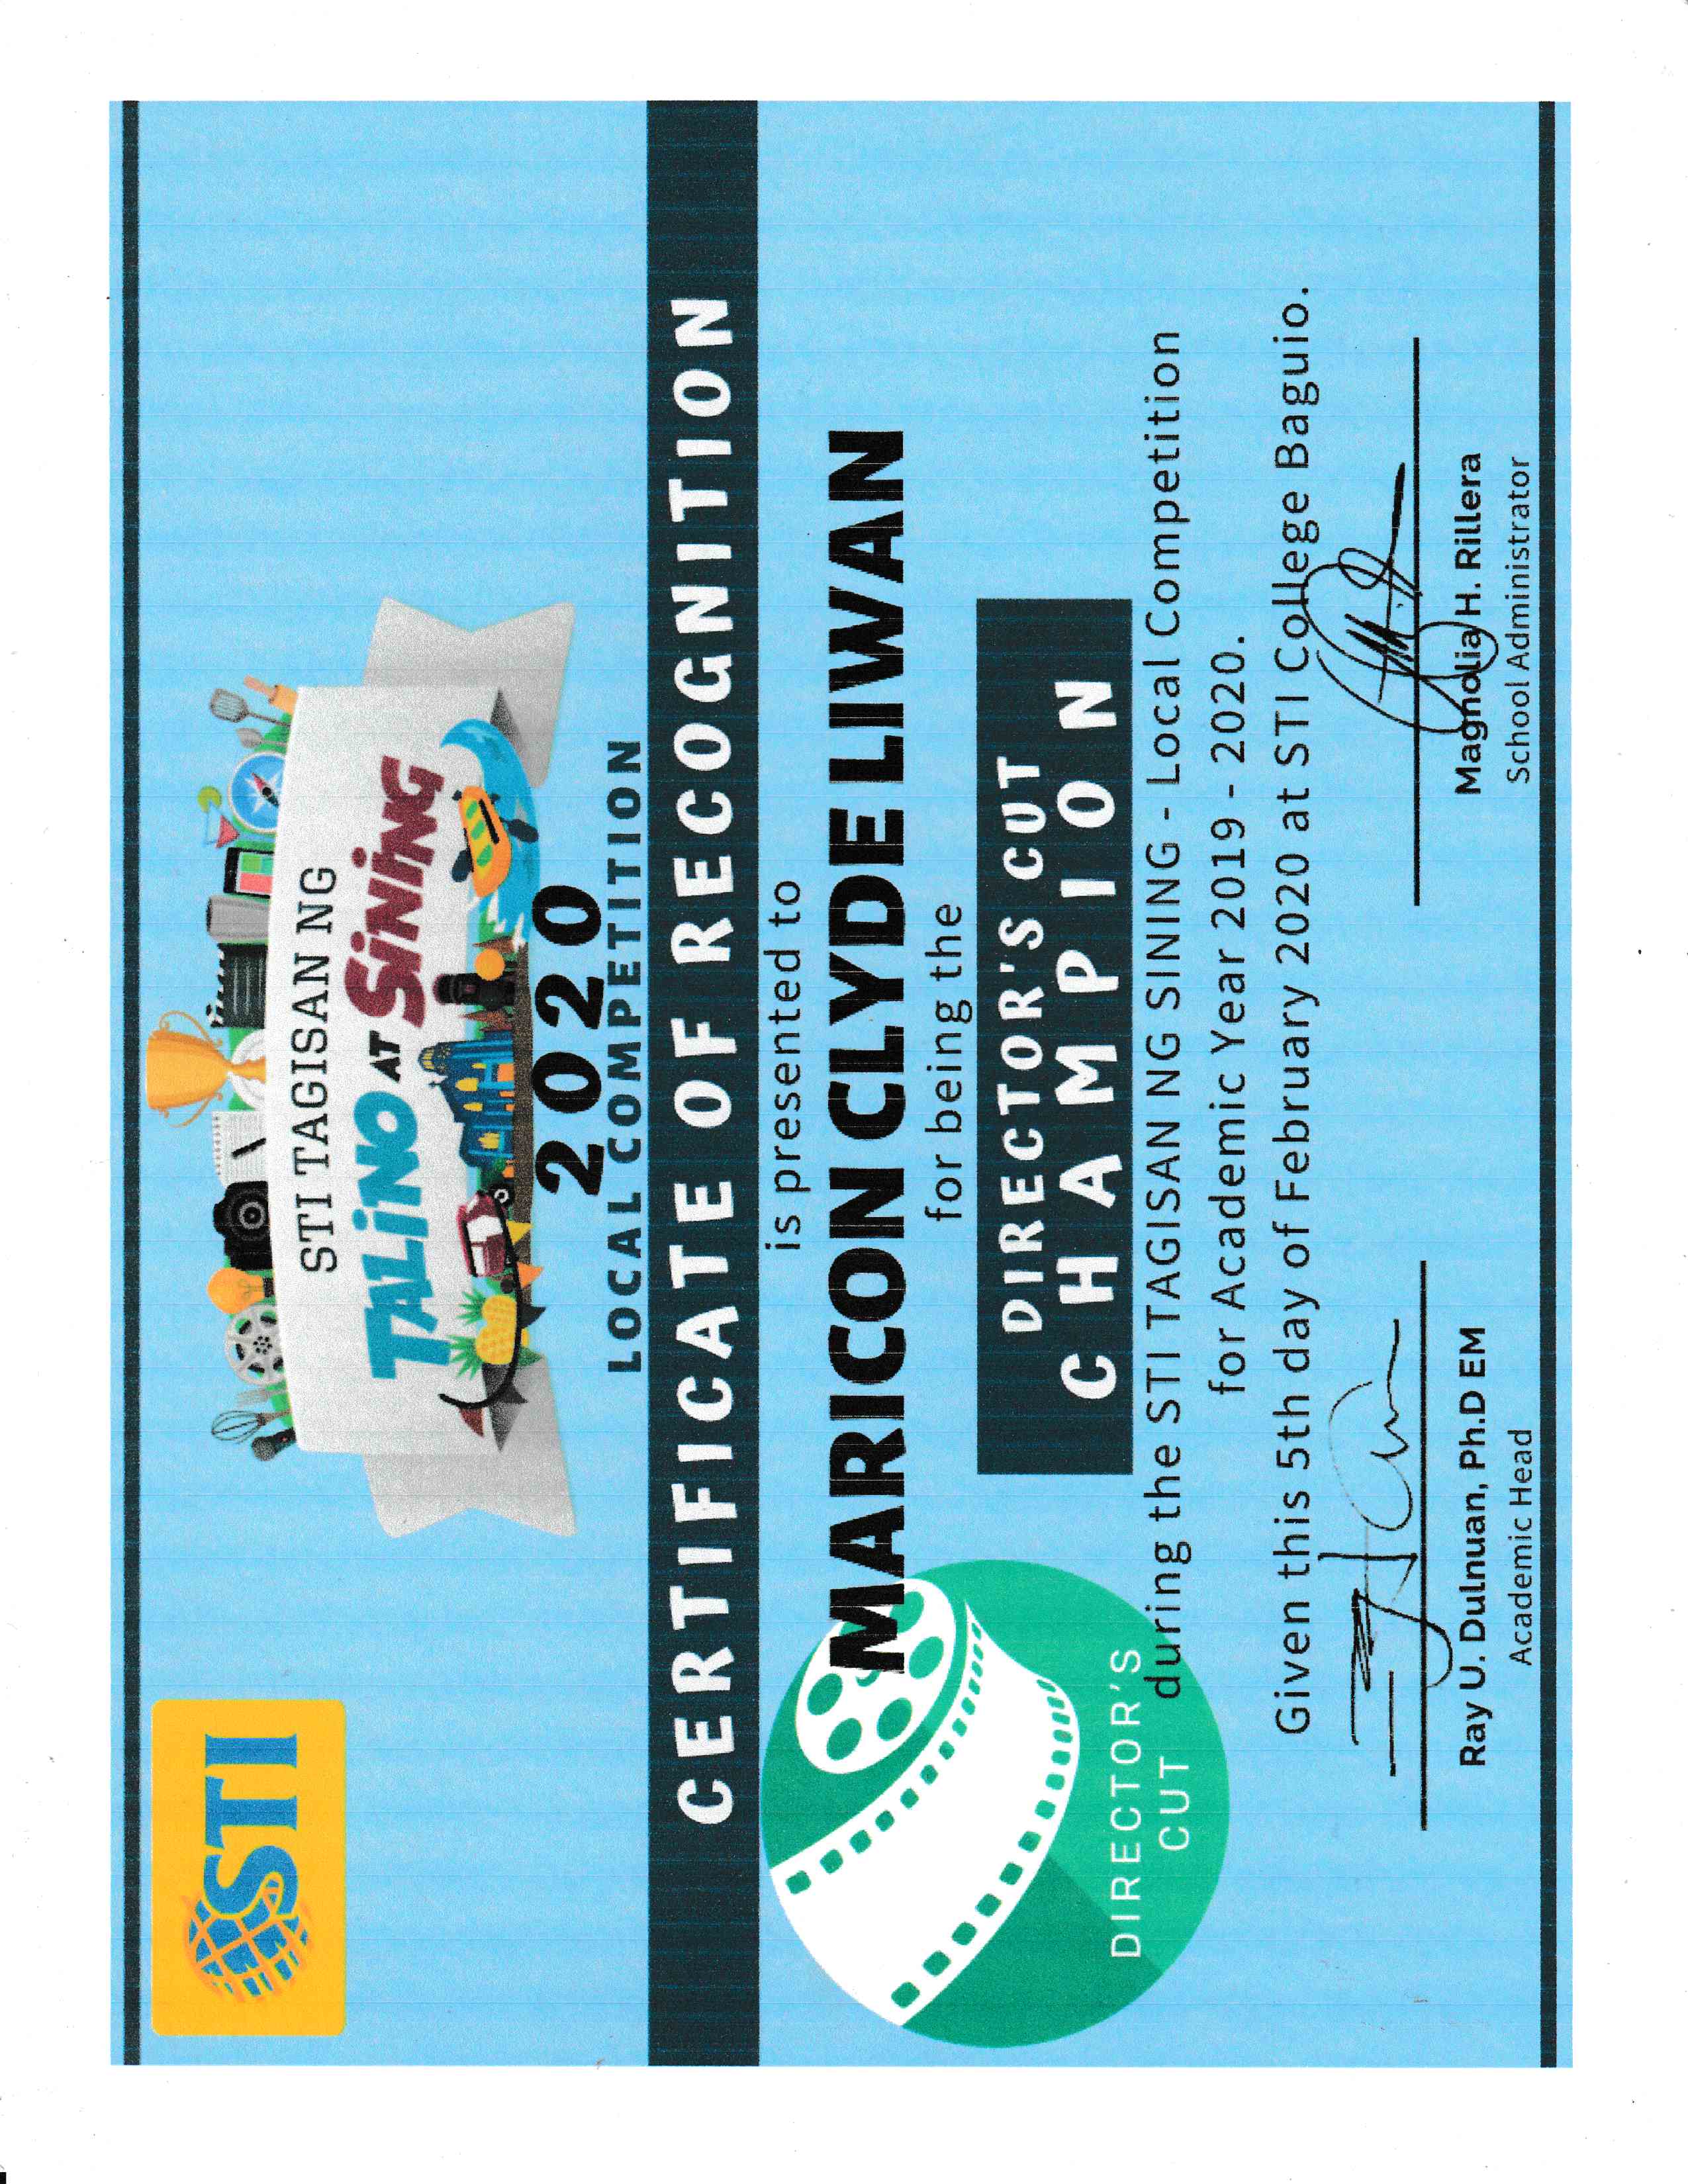 STI
STI TAGISAN NG
TALiNO AT SiNiNG
2020
LOCAL COMPETITION
CERTIFICATE OF RECOGNITION
is presented to
MARICON CLYDE LIWAN
for being the
DIRECTOR'S CUT
CHAMPION
DIRECTOR'S
CUT
during the STI TAGISAN NG SINING - Local Competition
for Academic Year 2019 - 2020.
Given this 5th day of February 2020 at STI College Baguio.
Ray U. Dulnuan, Ph.D EM
Academic Head
Magnolia H. Rillera
School Administrator